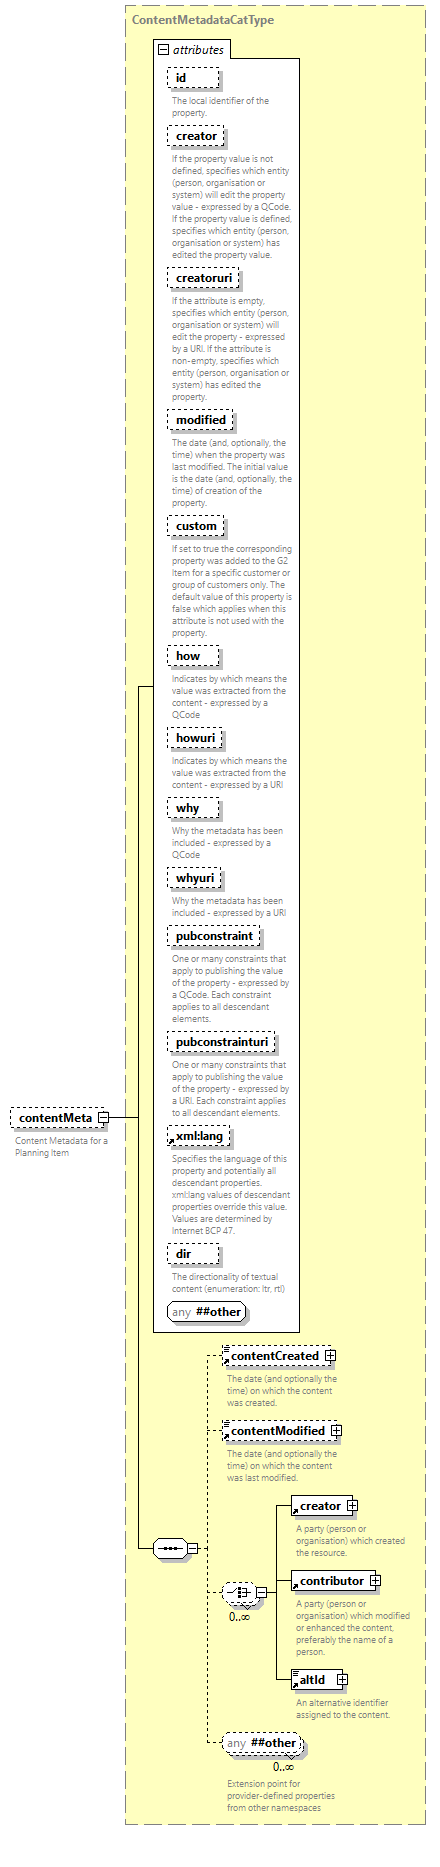 ContentMetadataCatType
attributes
id
The local identifier of the
property.
creator
If the property value is not
defined, specifies which entity
(person, organisation or
system) will edit the property
value - expressed by a QCode.
If the property value is defined,
specifies which entity (person,
organisation or system) has
edited the property value.
creatoruri
If the attribute is empty,
specifies which entity (person,
organisation or system) will
edit the property - expressed
by a URI. If the attribute is
non-empty, specifies which
entity (person, organisation or
system) has edited the
property.
modified
The date (and, optionally, the
time) when the property was
last modified. The initial value
is the date (and, optionally, the
time) of creation of the
property.
custom
If set to true the corresponding
property was added to the G2
Item for a specific customer or
group of customers only. The
default value of this property is
false which applies when this
attribute is not used with the
property.
how
Indicates by which means the
value was extracted from the
content - expressed by a
QCode
howuri
Indicates by which means the
value was extracted from the
content - expressed by a URI
why
Why the metadata has been
included - expressed by a
QCode
whyuri
Why the metadata has been
included - expressed by a URI
pubconstraint
One or many constraints that
apply to publishing the value
of the property - expressed by
a QCode. Each constraint
applies to all descendant
elements.
pubconstrainturi
One or many constraints that
apply to publishing the value
of the property - expressed by
a URI. Each constraint applies
to all descendant elements.
contentMeta
Content Metadata for a
Planning Item
xml:lang
Specifies the language of this
property and potentially all
descendant properties.
xml:lang values of descendant
properties override this value.
Values are determined by
Internet BCP 47.
dir
The directionality of textual
content (enumeration: ltr, rtl)
any ##other
contentCreated
The date (and optionally the
time) on which the content
was created.
contentModified
The date (and optionally the
time) on which the content
was last modified.
creator
A party (person or
organisation) which created
the resource.
contributor
A party (person or
organisation) which modified
or enhanced the content,
preferably the name of a
person.
0..∞
altId
An alternative identifier
assigned to the content.
any ##other
0..∞
Extension point for
provider-defined properties
from other namespaces